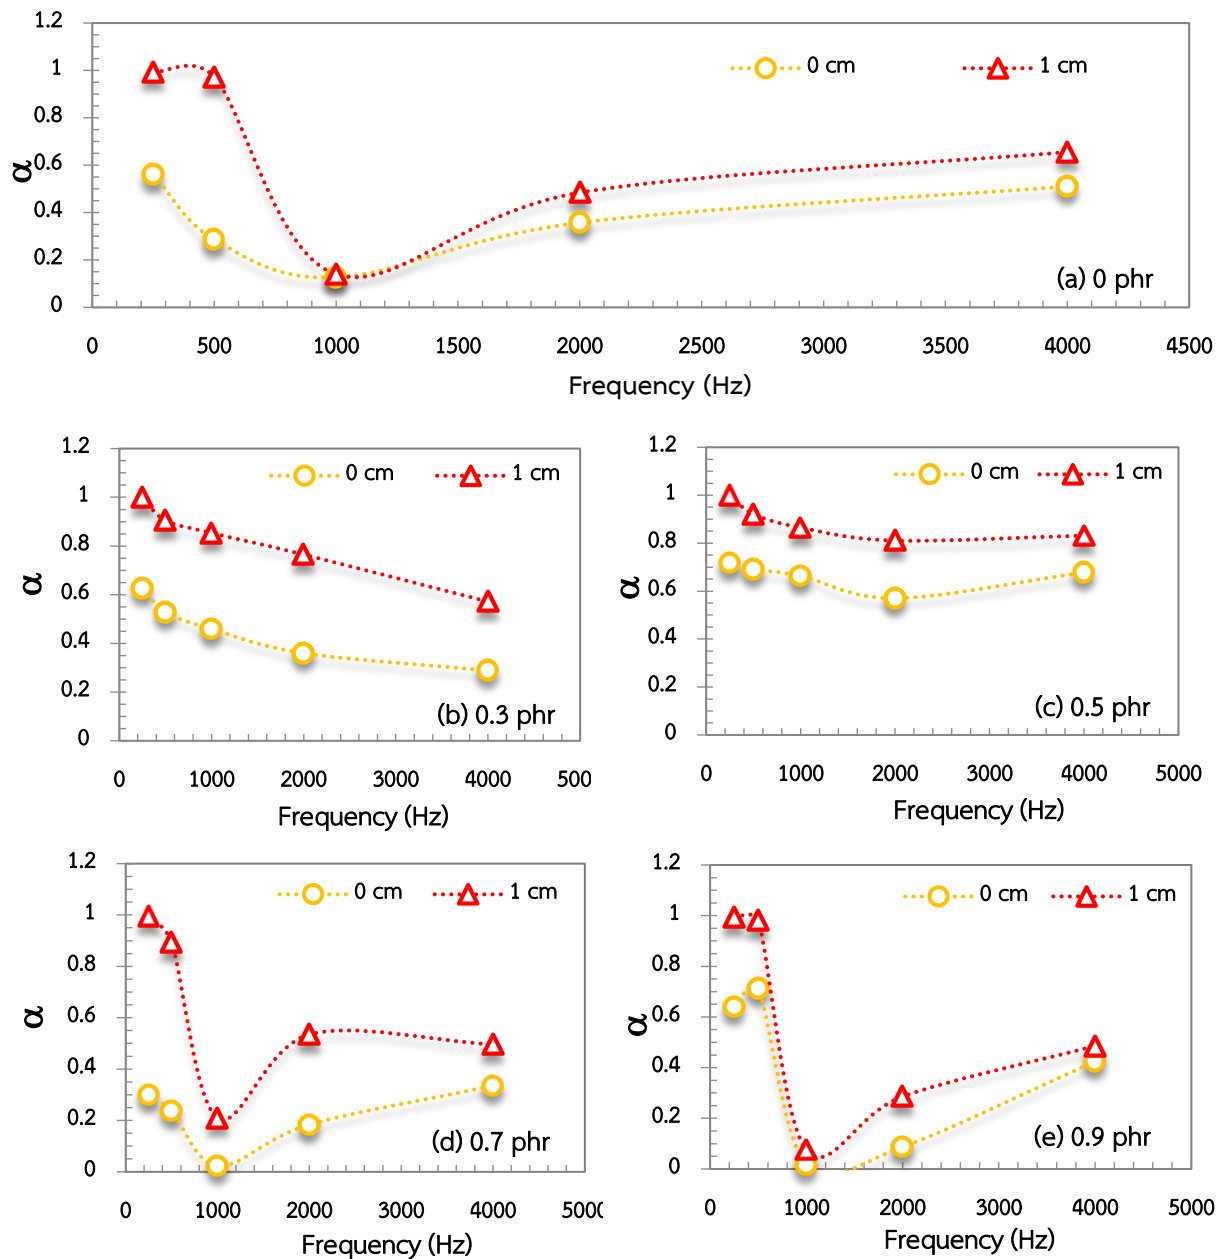 1.2
0 cm 1 cm
1
0.8
0.6
α
0.4
0.2
(a) 0 phr
0
0 500 1000 1500 2000 2500 3000 3500 4000 4500
Frequency (Hz)
1.2
0 cm 1 cm
1
0.8
0.6
α
0.4
0.2
(b) 0.3 phr
0
0 1000 2000 3000 4000 500
Frequency (Hz)
1.2
0 cm 1 cm
1
0.8
0.6
α
0.4
0.2
(c) 0.5 phr
0
0 1000 2000 3000 4000 5000
Frequency (Hz)
1.2
0 cm 1 cm
1
0.8
0.6
α
0.4
0.2
(d) 0.7 phr
0
0 1000 2000 3000 4000 5000
Frequency (Hz)
1.2
0 cm 1 cm
1
0.8
0.6
α
0.4
0.2
(e) 0.9 phr
0
0 1000 2000 3000 4000 5000
Frequency (Hz)